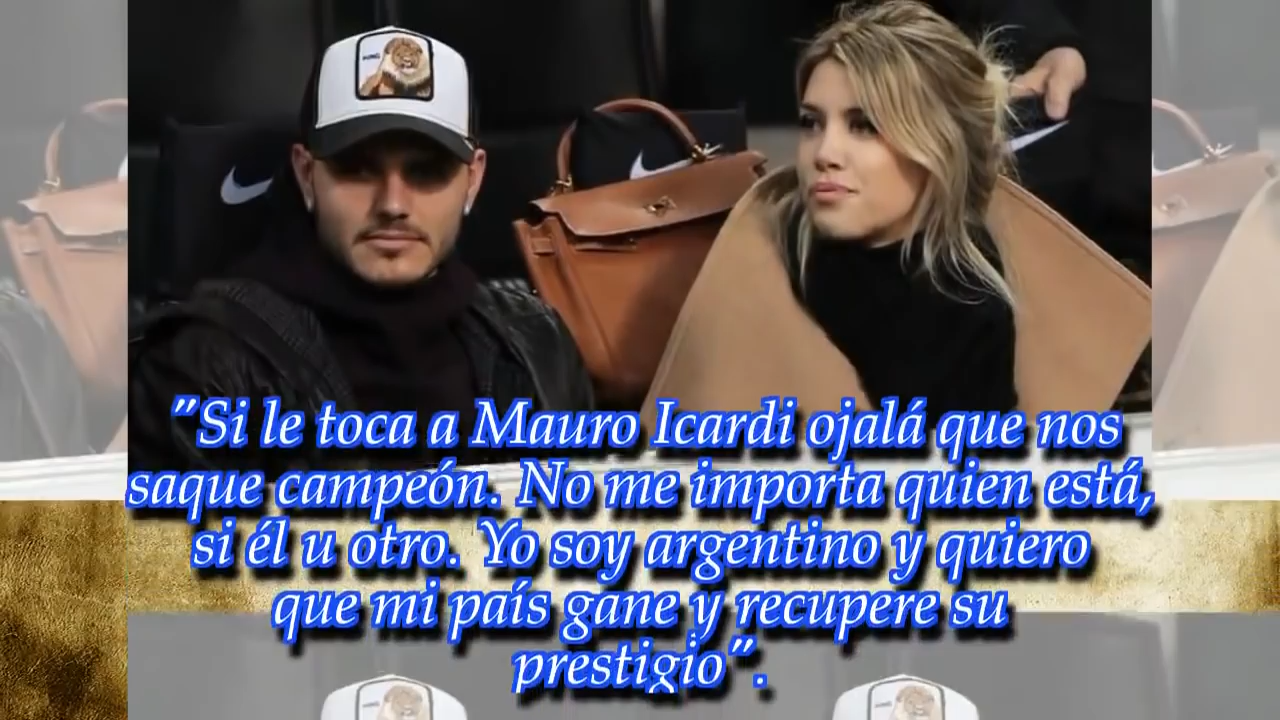 "Si le toca a Mauro Icardi ojalá que nos
saque campeón. No me importa quien está,
si él u otro. Yo soy argentino y quiero
que mi país gane y recupere su
prestigio".